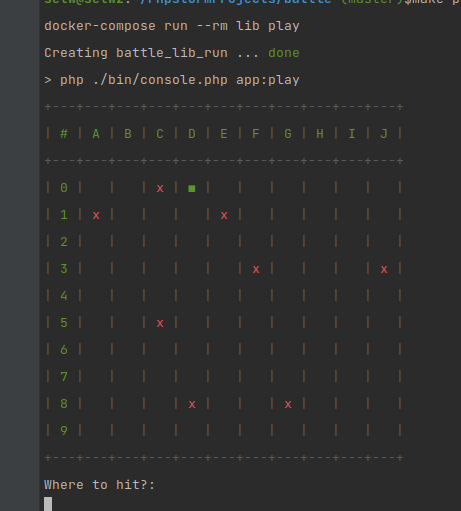 docker-compose run --rm lib play
Creating battle_lib_run ... done
> php ./bin/console.php app:play
+---+---+---+---+---+---+---+---+---+---+---+
| # | A | B | C | D | E | F | G | H | I | J |
+---+---+---+---+---+---+---+---+---+---+---+
| 0 |   |   | x | ■ |   |   |   |   |   |   |
| 1 | x |   |   |   | x |   |   |   |   |   |
| 2 |   |   |   |   |   |   |   |   |   |   |
| 3 |   |   |   |   |   | x |   |   |   | x |
| 4 |   |   |   |   |   |   |   |   |   |   |
| 5 |   |   | x |   |   |   |   |   |   |   |
| 6 |   |   |   |   |   |   |   |   |   |   |
| 7 |   |   |   |   |   |   |   |   |   |   |
| 8 |   |   |   | x |   |   | x |   |   |   |
| 9 |   |   |   |   |   |   |   |   |   |   |
+---+---+---+---+---+---+---+---+---+---+---+
Where to hit?: